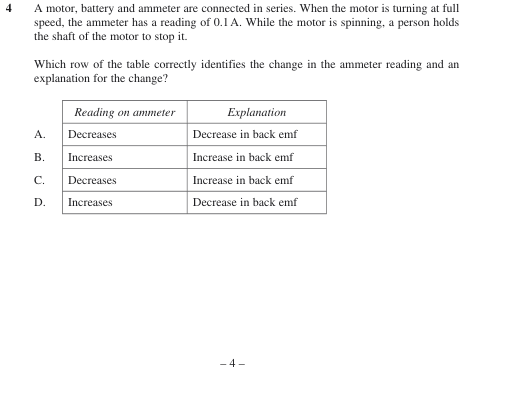 4 A motor, battery and ammeter are connected in series. When the motor is turning at full
speed, the ammeter has a reading of 0.1 A. While the motor is spinning, a person holds
the shaft of the motor to stop it.
Which row of the table correctly identifies the change in the ammeter reading and an
explanation for the change?
Reading on ammeter Explanation
A. Decreases Decrease in back emf
B. Increases Increase in back emf
C. Decreases Increase in back emf
D. Increases Decrease in back emf
– 4 –